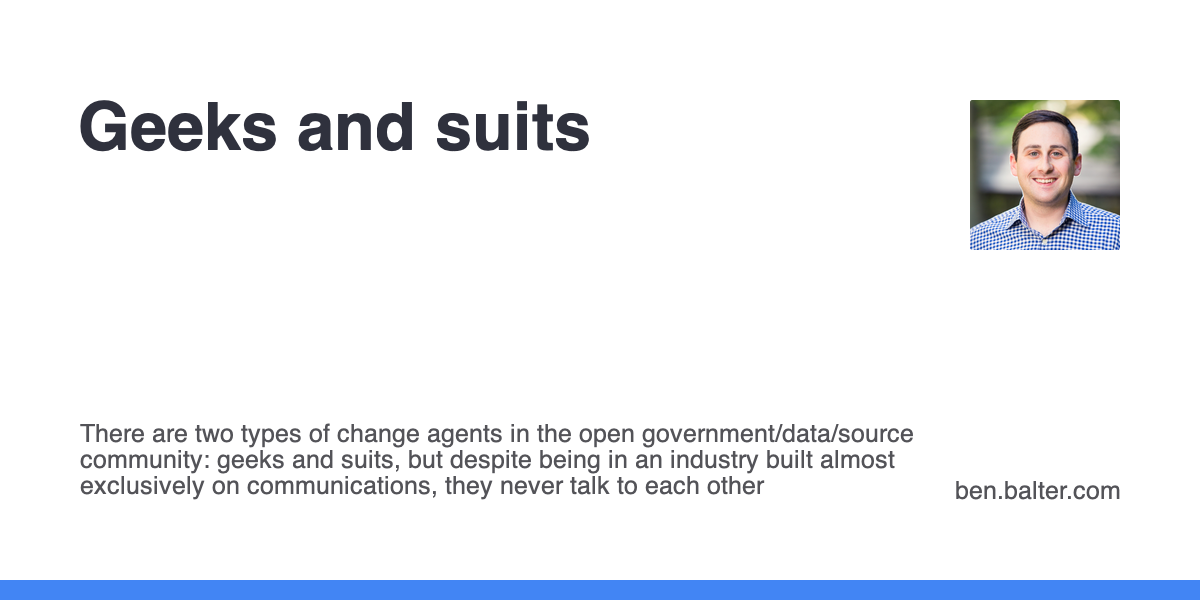 Geeks and suits
There are two types of change agents in the open government/data/source
community: geeks and suits, but despite being in an industry built almost
exclusively on communications, they never talk to each other
ben.balter.com